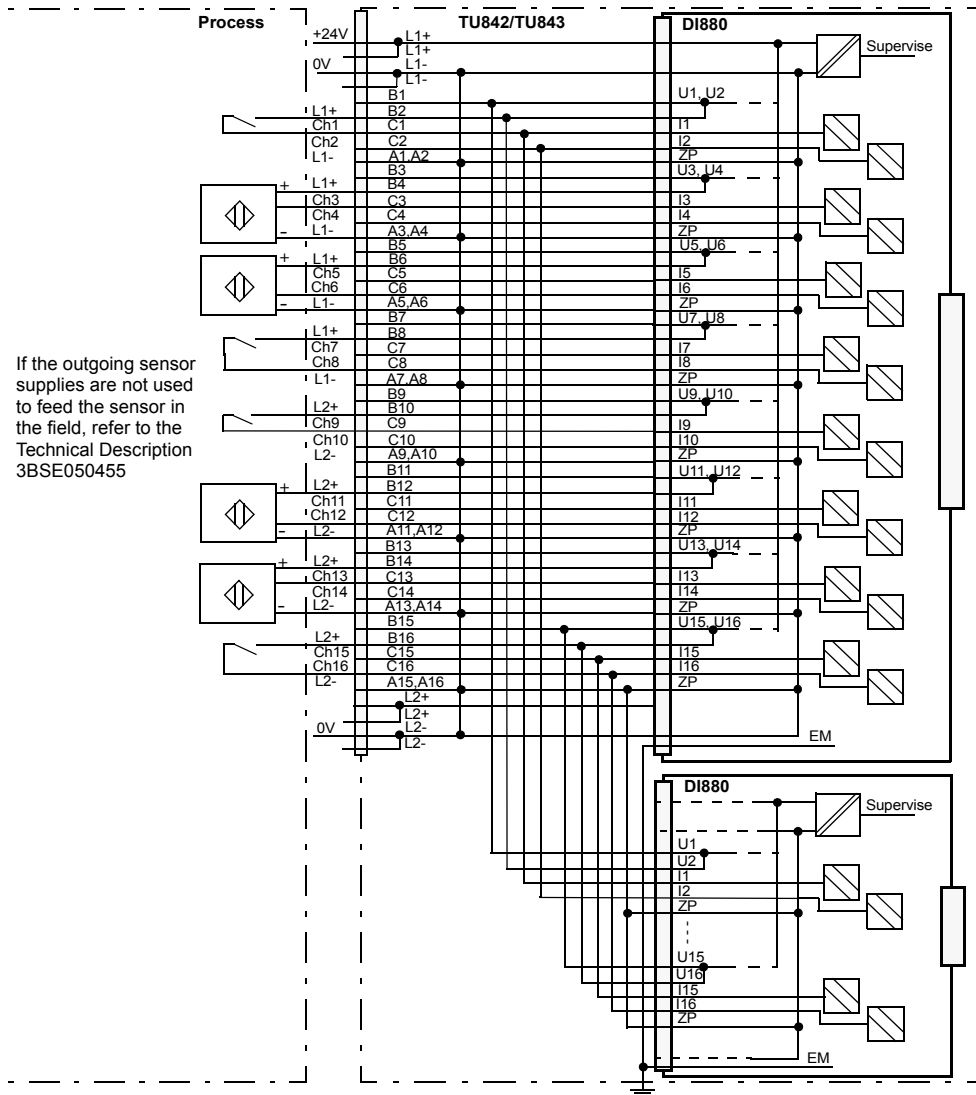 Process
TU842/TU843
DI880
+24V
L1+
L1+
Supervise
0V
L1-
L1-
B1
U1, U2
L1+
B2
Ch1
C1
I1
Ch2
C2
I2
L1-
A1,A2
ZP
B3
U3, U4
+
L1+
B4
Ch3
C3
I3
Ch4
C4
I4
-
L1-
A3,A4
ZP
B5
U5, U6
+
L1+
B6
Ch5
C5
I5
Ch6
C6
I6
-
L1-
A5,A6
ZP
B7
U7, U8
L1+
B8
Ch7
C7
I7
Ch8
C8
I8
L1-
A7,A8
ZP
If the outgoing sensor
supplies are not used
to feed the sensor in
the field, refer to the
Technical Description
3BSE050455
B9
U9, U10
L2+
B10
Ch9
C9
I9
Ch10
C10
I10
L2-
A9,A10
ZP
B11
U11, U12
+
L2+
B12
Ch11
C11
I11
Ch12
C12
I12
-
L2-
A11,A12
ZP
B13
U13, U14
+
L2+
B14
Ch13
C13
I13
Ch14
C14
I14
-
L2-
A13,A14
ZP
B15
U15, U16
L2+
B16
Ch15
C15
I15
Ch16
C16
I16
L2-
A15,A16
ZP
L2+
L2+
0V
L2-
L2-
EM
DI880
Supervise
U1
U2
I1
I2
ZP
U15
U16
I15
I16
ZP
EM